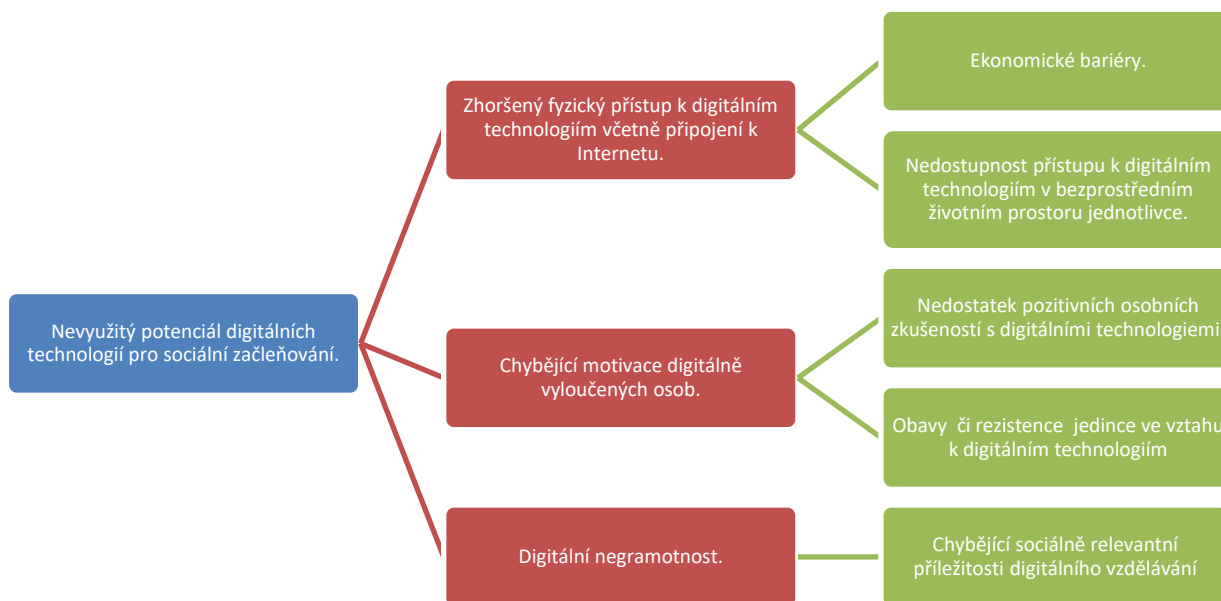 Nevyužitý potenciál digitálních
technologií pro sociální začleňování.
Zhoršený fyzický přístup k digitálním
technologiím včetně připojení k
Internetu.
Ekonomické bariéry.
Nedostupnost přístupu k digitálním
technologiím v bezprostředním
životním prostoru jednotlivce.
Chybějící motivace digitálně
vyloučených osob.
Nedostatek pozitivních osobních
zkušeností s digitálními technologiemi
Obavy či rezistence jedince ve vztahu
k digitálním technologiím
Digitální negramotnost.
Chybějící sociálně relevantní
příležitosti digitálního vzdělávání